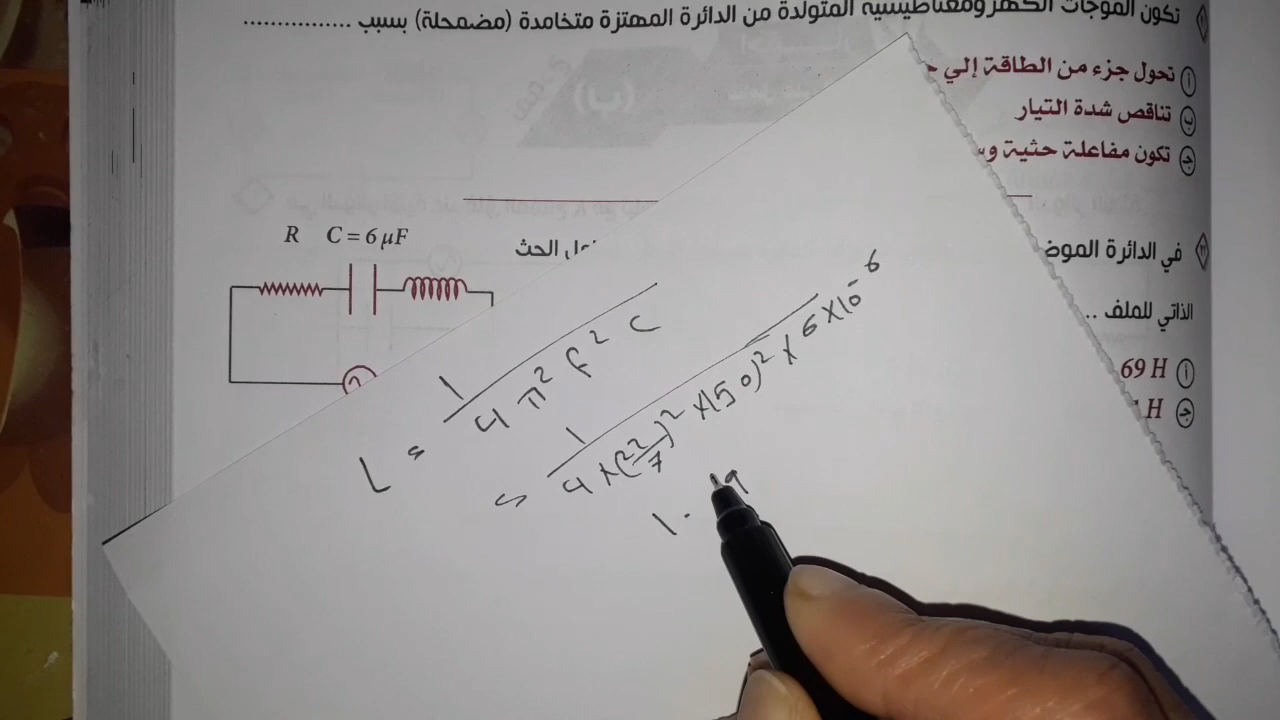 تكون الموجات الكهرومغناطيسية المتولدة من الدائرة المهتزة متخامدة (مضمحلة) بسبب ................
أ تحول جزء من الطاقة إلي
ب تناقص شدة التيار
ج تكون مفاعلة حثية
في الدائرة
الحث
الذاتي للملف ..
R C = 6 μF
أ 69 H
ج H
L = 1 / 4 π² f² C
= 1 / 4 × (22/7)² × (50)² × 6 × 10⁻⁶